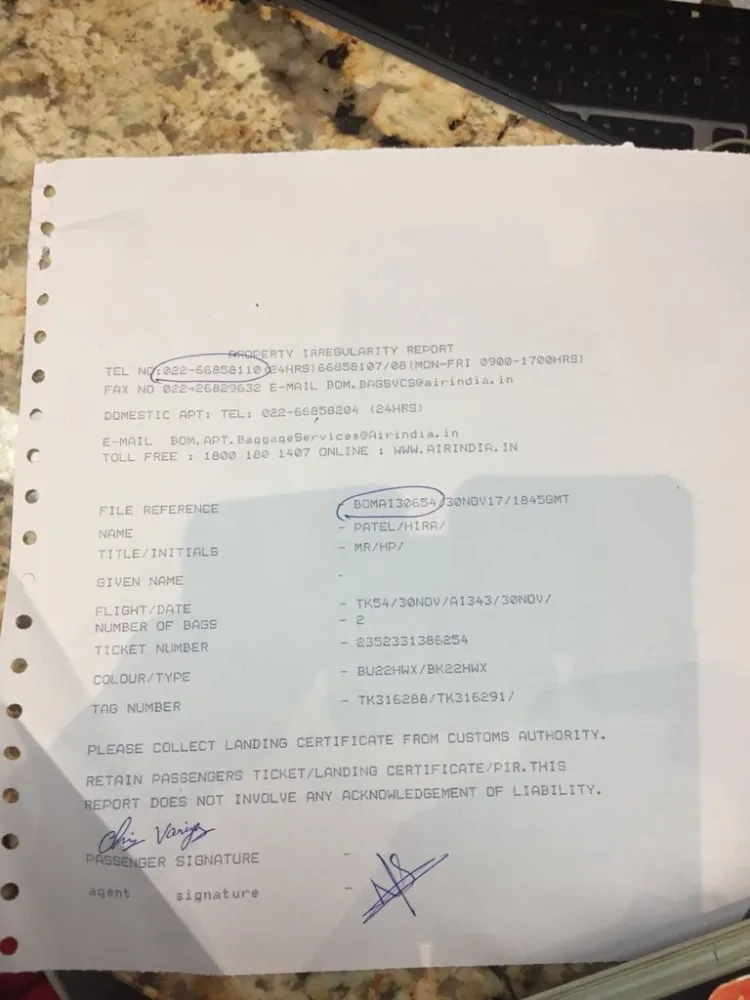 PROPERTY IRREGULARITY REPORT
TEL NO:022-66858110(24HRS)66858107/08(MON-FRI 0900-1700HRS)
FAX NO 022-26829632 E-MAIL BOM.BAGSVCS@airindia.in
DOMESTIC APT: TEL: 022-66858204 (24HRS)
E-MAIL BOM.APT.BaggageServices@Airindia.in
TOLL FREE : 1800 180 1407 ONLINE : WWW.AIRINDIA.IN
FILE REFERENCE - BOMAI30654/30NOV17/1845GMT
NAME - PATEL/HIRA/
TITLE/INITIALS - MR/HP/
GIVEN NAME -
FLIGHT/DATE - TK54/30NOV/AI343/30NOV/
NUMBER OF BAGS - 2
TICKET NUMBER - 2352331386254
COLOUR/TYPE - BU22HWX/BK22HWX
TAG NUMBER - TK316288/TK316291/
PLEASE COLLECT LANDING CERTIFICATE FROM CUSTOMS AUTHORITY.
RETAIN PASSENGERS TICKET/LANDING CERTIFICATE/PIR.THIS
REPORT DOES NOT INVOLVE ANY ACKNOWLEDGEMENT OF LIABILITY.
PASSENGER SIGNATURE -
agent signature -